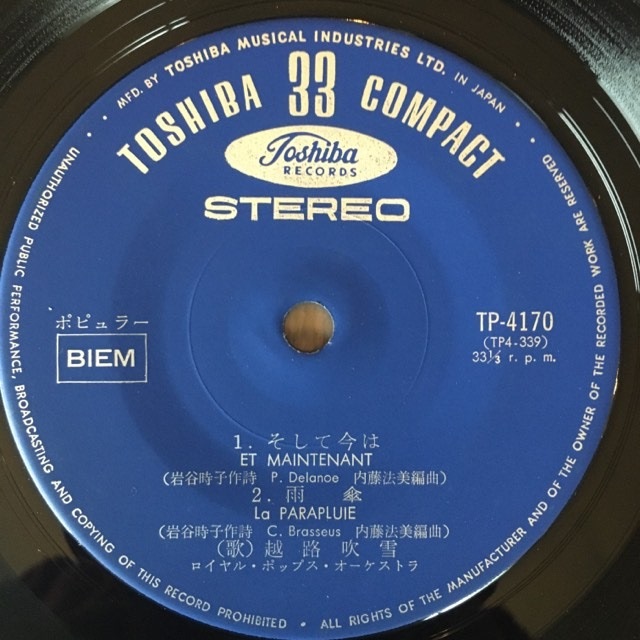 MFD. BY TOSHIBA MUSICAL INDUSTRIES LTD. IN JAPAN
TOSHIBA 33 COMPACT
Toshiba
RECORDS
STEREO
ポピュラー
BIEM
TP-4170
(TP4-339)
33⅓ r. p. m.
1. そして今は
ET MAINTENANT
(岩谷時子作詩 P. Delanoe 内藤法美編曲)
2. 雨 傘
La PARAPLUIE
(岩谷時子作詩 C. Brasseus 内藤法美編曲)
(歌) 越路吹雪
ロイヤル・ポップス・オーケストラ
UNAUTHORIZED PUBLIC PERFORMANCE, BROADCASTING AND COPYING OF THIS RECORD PROHIBITED • ALL RIGHTS OF THE MANUFACTURER AND OF THE OWNER OF THE RECORDED WORK ARE RESERVED